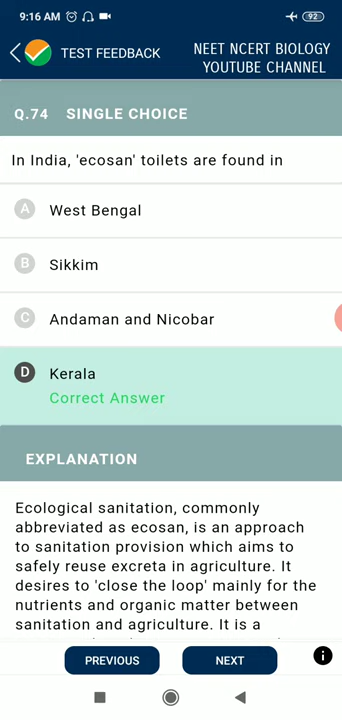 9:16 AM
92
TEST FEEDBACK
NEET NCERT BIOLOGY
YOUTUBE CHANNEL
Q.74 SINGLE CHOICE
In India, 'ecosan' toilets are found in
A West Bengal
B Sikkim
C Andaman and Nicobar
D Kerala
Correct Answer
EXPLANATION
Ecological sanitation, commonly
abbreviated as ecosan, is an approach
to sanitation provision which aims to
safely reuse excreta in agriculture. It
desires to 'close the loop' mainly for the
nutrients and organic matter between
sanitation and agriculture. It is a
PREVIOUS
NEXT